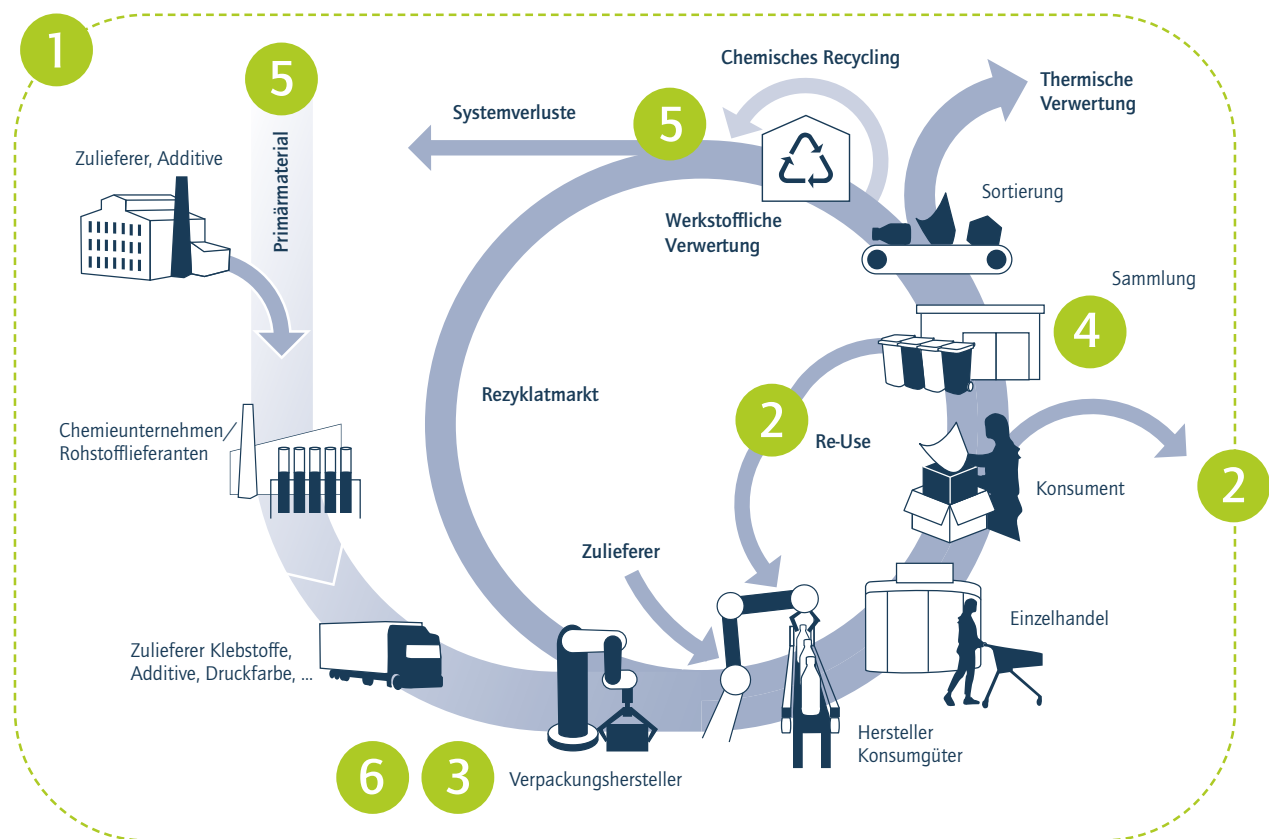 1
5
Primärmaterial
Zulieferer, Additive
Systemverluste
5
Chemisches Recycling
Thermische
Verwertung
Werkstoffliche
Verwertung
Sortierung
Sammlung
4
Chemieunternehmen/
Rohstofflieferanten
Rezyklatmarkt
2
Re-Use
Konsument
2
Zulieferer
Einzelhandel
Zulieferer Klebstoffe,
Additive, Druckfarbe, ...
Hersteller
Konsumgüter
6
3
Verpackungshersteller